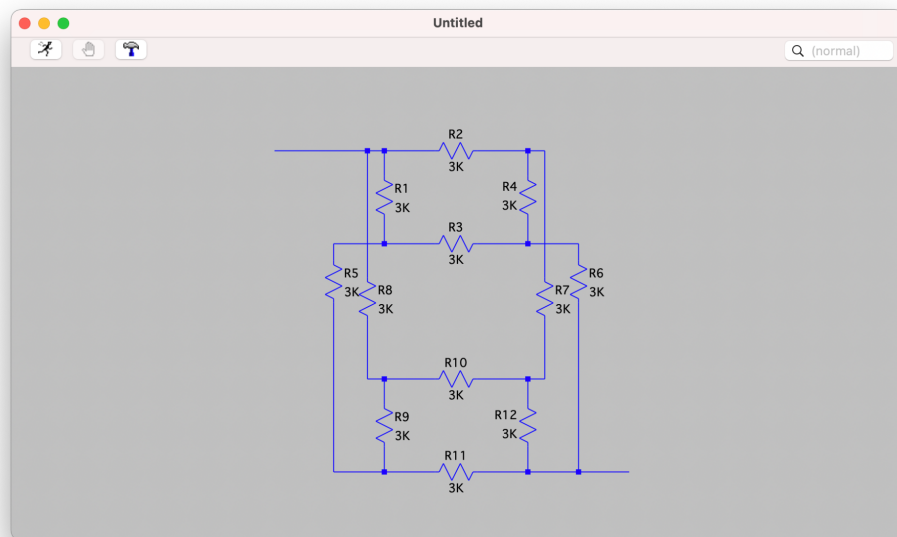 Untitled
(normal)
R2
3K
R1
3K
R4
3K
R3
3K
R5
3K
R8
3K
R7
3K
R6
3K
R10
3K
R9
3K
R12
3K
R11
3K